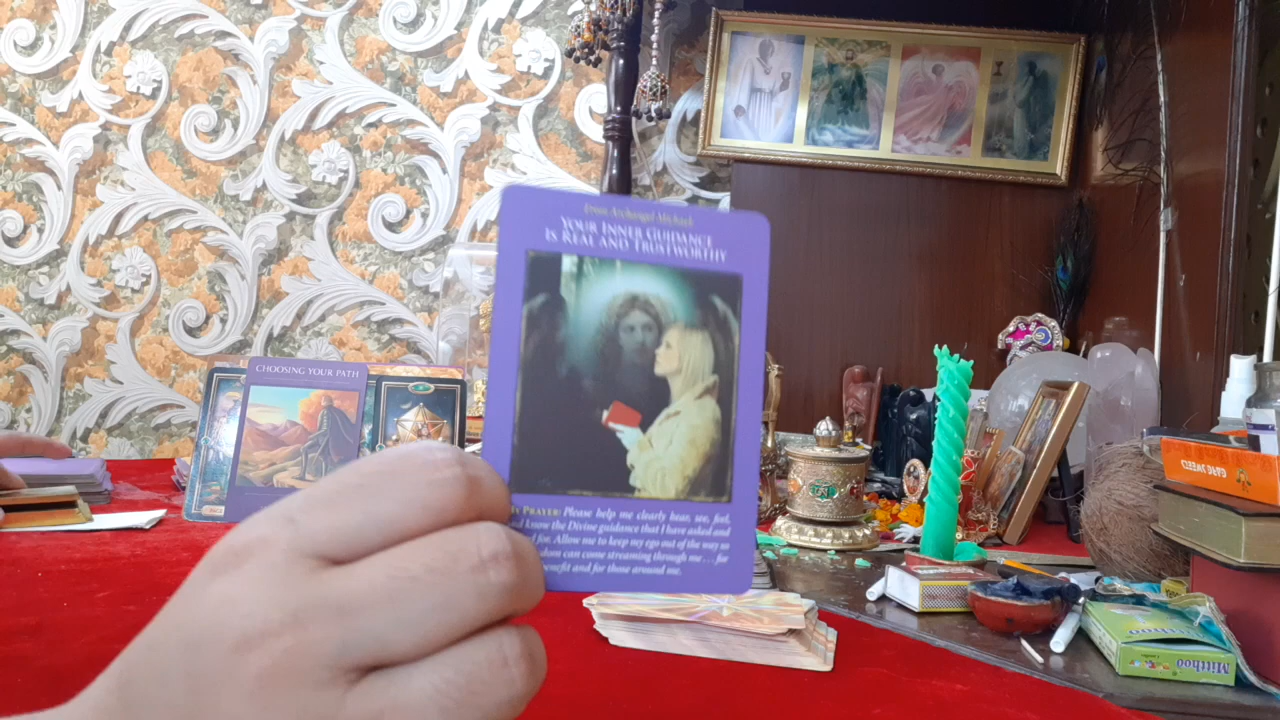 From Archangel Michael:
YOUR INNER GUIDANCE
IS REAL AND TRUSTWORTHY
CHOOSING YOUR PATH
PRAYER: Please help me clearly hear, see, feel,
know the Divine guidance that I have asked and
for. Allow me to keep my ego out of the way so
can come streaming through me... for
benefit and for those around me.
Mitthoo